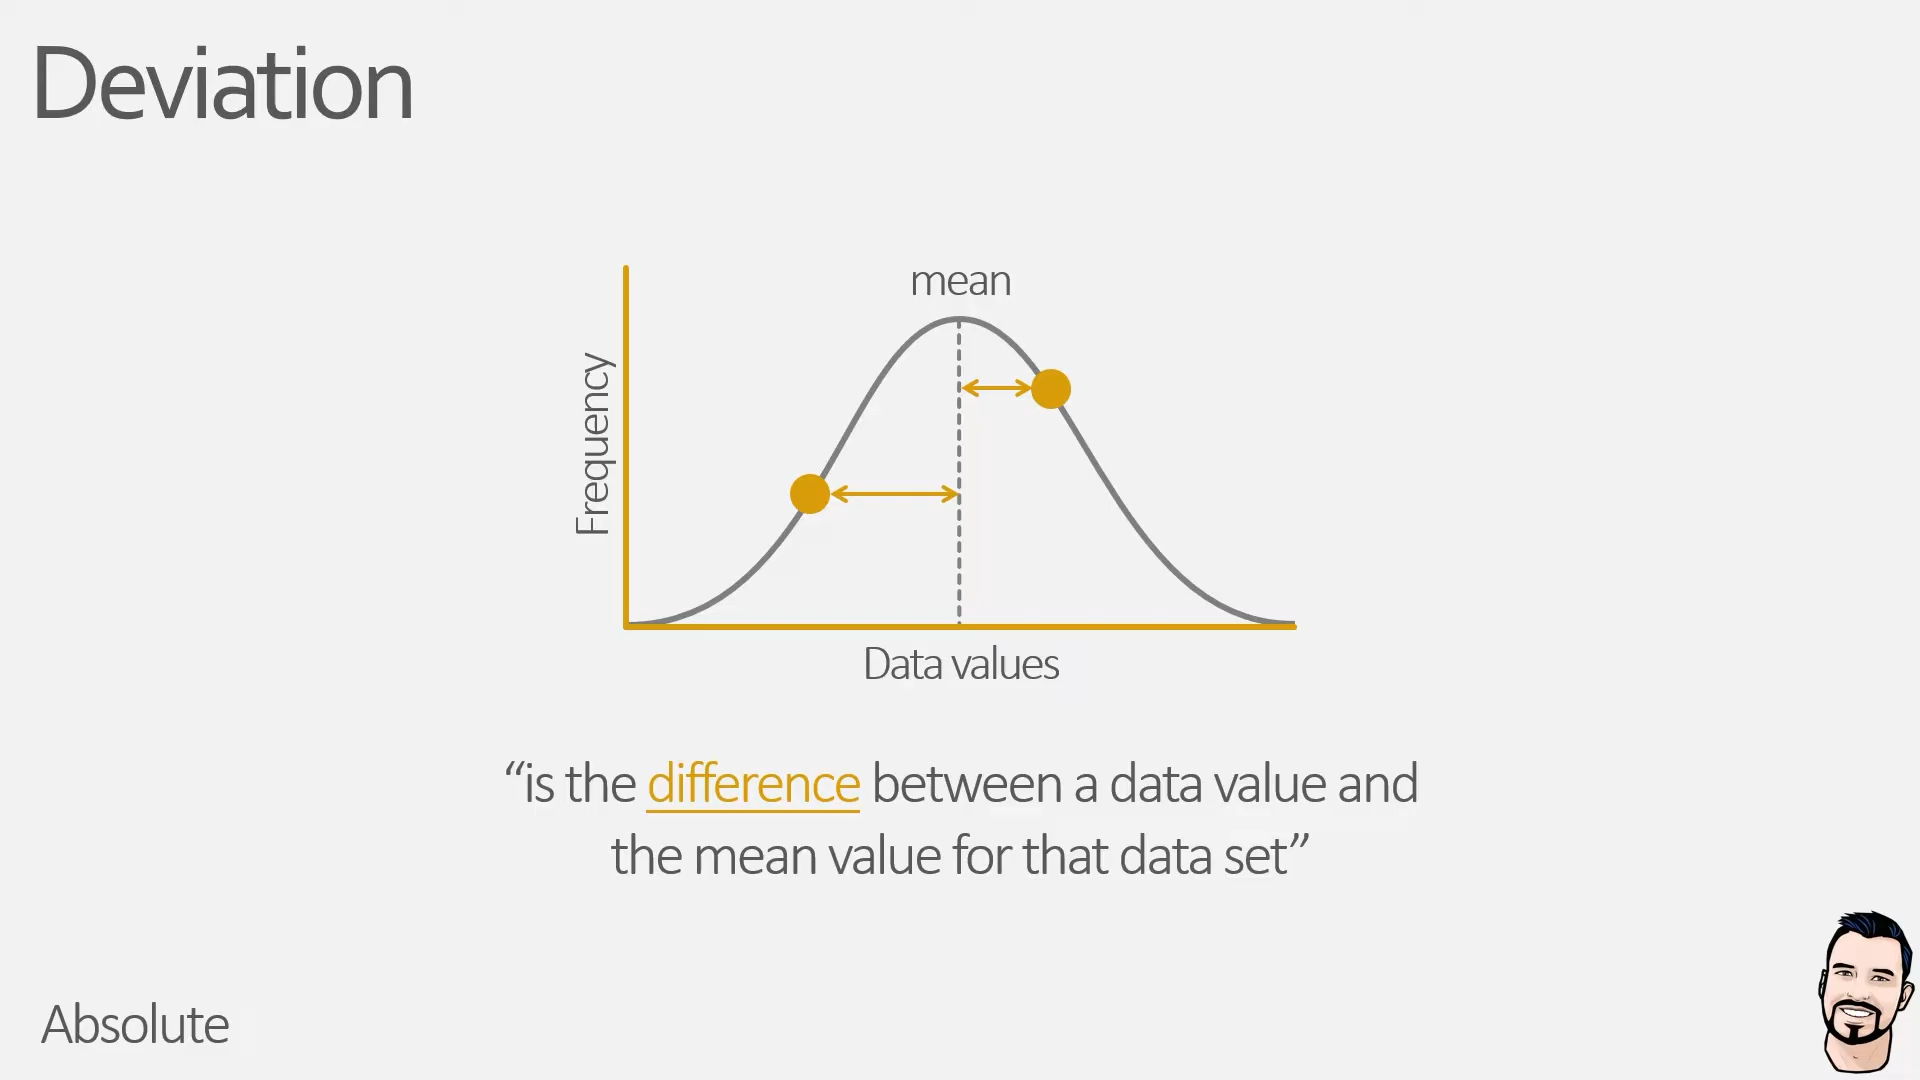 Deviation
mean
Frequency
Data values
“is the difference between a data value and
the mean value for that data set”
Absolute